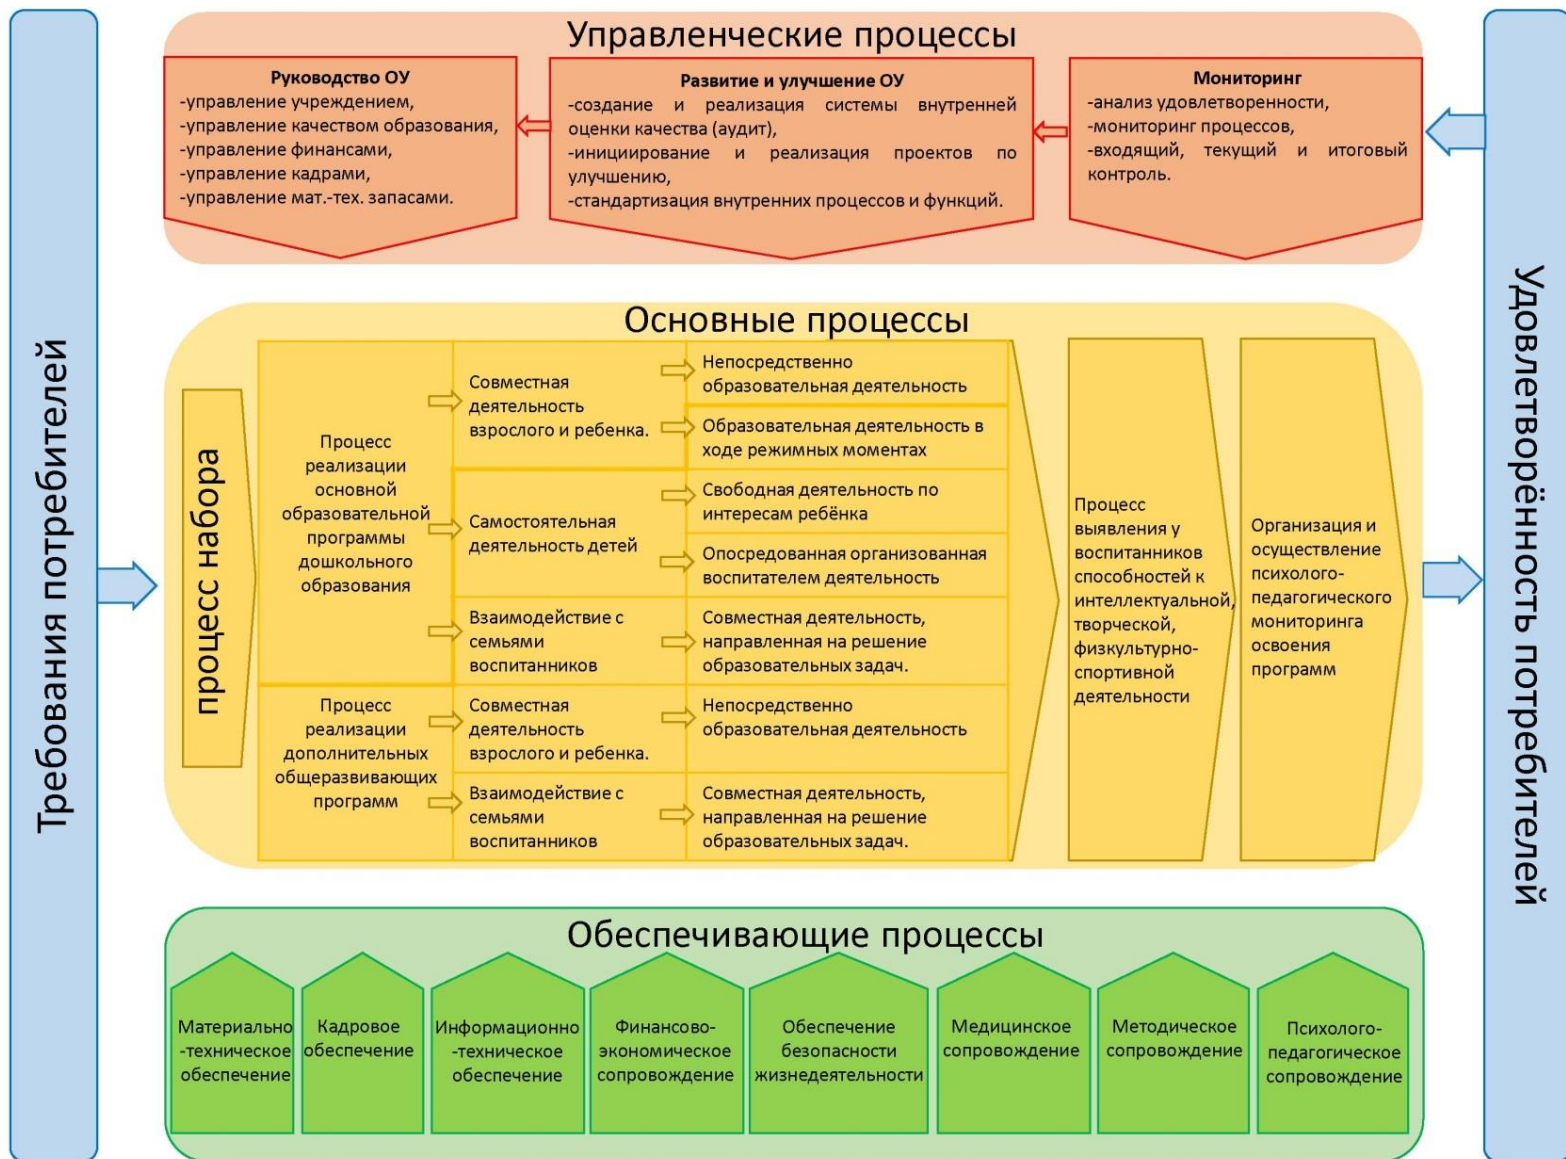 Требования потребителей
Управленческие процессы
Руководство ОУ
-управление учреждением,
-управление качеством образования,
-управление финансами,
-управление кадрами,
-управление мат.-тех. запасами.
Развитие и улучшение ОУ
-создание и реализация системы внутренней
оценки качества (аудит),
-инициирование и реализация проектов по
улучшению,
-стандартизация внутренних процессов и функций.
Мониторинг
-анализ удовлетворенности,
-мониторинг процессов,
-входящий, текущий и итоговый
контроль.
Основные процессы
процесс набора
Процесс
реализации
основной
образовательной
программы
дошкольного
образования
Совместная
деятельность
взрослого и ребенка.
Непосредственно
образовательная деятельность
Образовательная деятельность в
ходе режимных моментах
Самостоятельная
деятельность детей
Свободная деятельность по
интересам ребёнка
Опосредованная организованная
воспитателем деятельность
Взаимодействие с
семьями
воспитанников
Совместная деятельность,
направленная на решение
образовательных задач.
Процесс
реализации
дополнительных
общеразвивающих
программ
Совместная
деятельность
взрослого и ребенка.
Непосредственно
образовательная деятельность
Взаимодействие с
семьями
воспитанников
Совместная деятельность,
направленная на решение
образовательных задач.
Процесс
выявления у
воспитанников
способностей к
интеллектуальной,
творческой,
физкультурно-
спортивной
деятельности
Организация и
осуществление
психолого-
педагогического
мониторинга
освоения
программ
Обеспечивающие процессы
Материально
-техническое
обеспечение
Кадровое
обеспечение
Информационно
-техническое
обеспечение
Финансово-
экономическое
сопровождение
Обеспечение
безопасности
жизнедеятельности
Медицинское
сопровождение
Методическое
сопровождение
Психолого-
педагогическое
сопровождение
Удовлетворённость потребителей